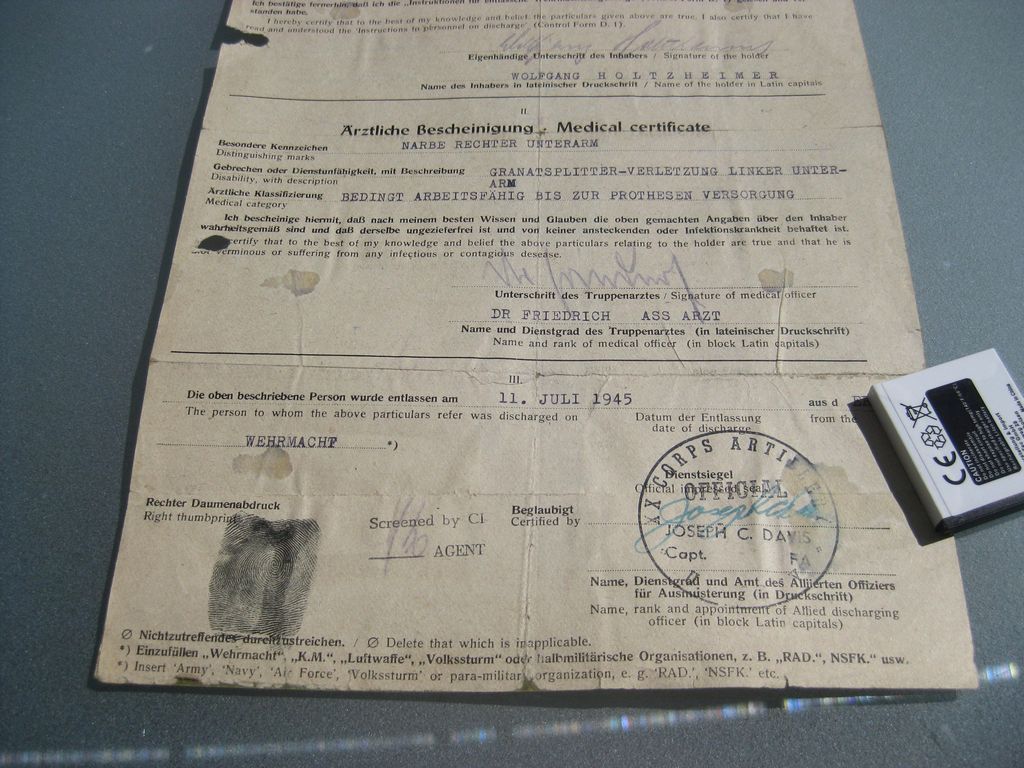 Ich bestätige fernerhin, daß ich die „Instruktionen für
standen habe.
I hereby certify that to the best of my knowledge and belief the particulars given above are true. I also certify that I have
read and understood the 'Instructions to personnel on discharge' (Control Form D. 1).
Eigenhändige Unterschrift des Inhabers / Signature of the holder
WOLFGANG HOLTZHEIMER
Name des Inhabers in lateinischer Druckschrift / Name of the holder in Latin capitals
II.
Ärztliche Bescheinigung - Medical certificate
Besondere Kennzeichen NARBE RECHTER UNTERARM
Distinguishing marks
Gebrechen oder Dienstunfähigkeit, mit Beschreibung GRANATSPLITTER-VERLETZUNG LINKER UNTER-
Disability, with description ARM
Ärztliche Klassifizierung BEDINGT ARBEITSFÄHIG BIS ZUR PROTHESEN VERSORGUNG
Medical category
Ich bescheinige hiermit, daß nach meinem besten Wissen und Glauben die oben gemachten Angaben über den Inhaber
wahrheitsgemäß sind und daß derselbe ungezieferfrei ist und von keiner ansteckenden oder Infektionskrankheit behaftet ist.
certify that to the best of my knowledge and belief the above particulars relating to the holder are true and that he is
not verminous or suffering from any infectious or contagious desease.
Unterschrift des Truppenarztes / Signature of medical officer
DR FRIEDRICH ASS ARZT
Name und Dienstgrad des Truppenarztes (in lateinischer Druckschrift)
Name and rank of medical officer (in block Latin capitals)
III.
Die oben beschriebene Person wurde entlassen am 11. JULI 1945 aus d
The person to whom the above particulars refer was discharged on Datum der Entlassung from the
date of discharge
WEHRMACHT *)
XX CORPS ARTI
Dienstsiegel
Official impressed seal
OFFICIAL
Rechter Daumenabdruck
Right thumbprint
Screened by CI
AGENT
Beglaubigt
Certified by
JOSEPH C. DAVIS
Capt. FA
Name, Dienstgrad und Amt des Alliierten Offiziers
für Ausmusterung (in Druckschrift)
Name, rank and appointment of Allied discharging
officer (in block Latin capitals)
∅ Nichtzutreffendes durchzustreichen. / ∅ Delete that which is inapplicable.
*) Einzufüllen „Wehrmacht“, „K.M.“, „Luftwaffe“, „Volkssturm“ oder halbmilitärische Organisationen, z. B. „RAD.“, NSFK.“ usw.
*) Insert 'Army', 'Navy', 'Air Force', 'Volkssturm' or para-military organization, e. g. 'RAD.', 'NSFK.' etc.
CE
CAUTION